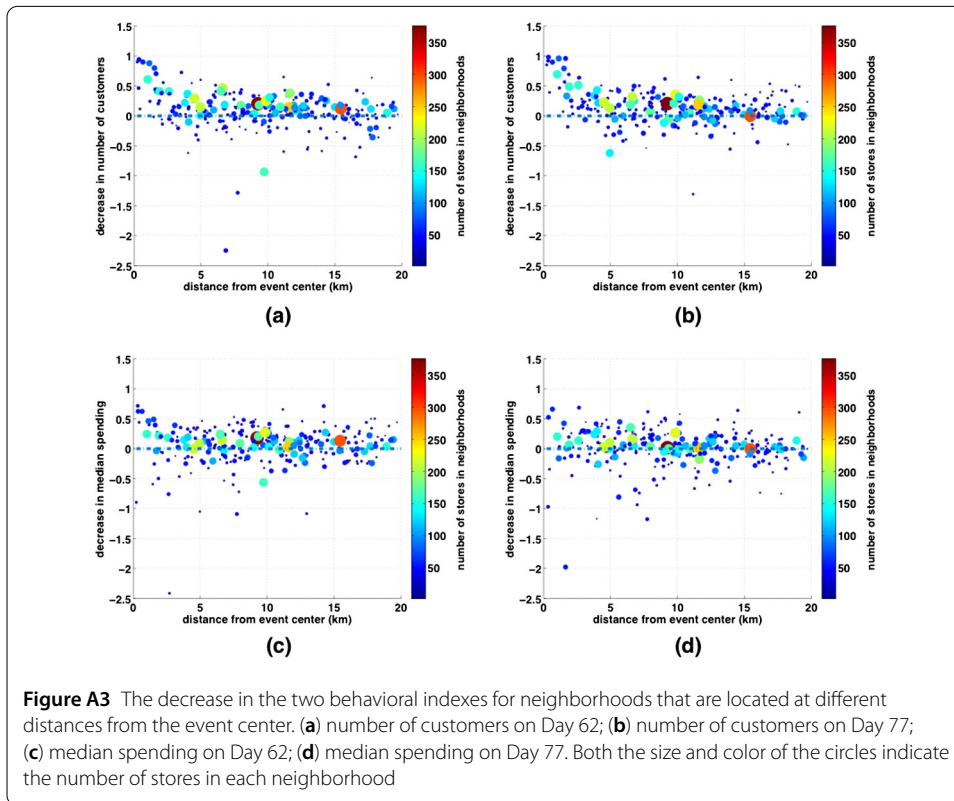 1.5
1
0.5
0
−0.5
−1
−1.5
−2
−2.5
decrease in number of customers
0 5 10 15 20
distance from event center (km)
350
300
250
200
150
100
50
number of stores in neighborhoods
(a)
1.5
1
0.5
0
−0.5
−1
−1.5
−2
−2.5
decrease in number of customers
0 5 10 15 20
distance from event center (km)
350
300
250
200
150
100
50
number of stores in neighborhoods
(b)
1.5
1
0.5
0
−0.5
−1
−1.5
−2
−2.5
decrease in median spending
0 5 10 15 20
distance from event center (km)
350
300
250
200
150
100
50
number of stores in neighborhoods
(c)
1.5
1
0.5
0
−0.5
−1
−1.5
−2
−2.5
decrease in median spending
0 5 10 15 20
distance from event center (km)
350
300
250
200
150
100
50
number of stores in neighborhoods
(d)
Figure A3 The decrease in the two behavioral indexes for neighborhoods that are located at different
distances from the event center. (a) number of customers on Day 62; (b) number of customers on Day 77;
(c) median spending on Day 62; (d) median spending on Day 77. Both the size and color of the circles indicate
the number of stores in each neighborhood